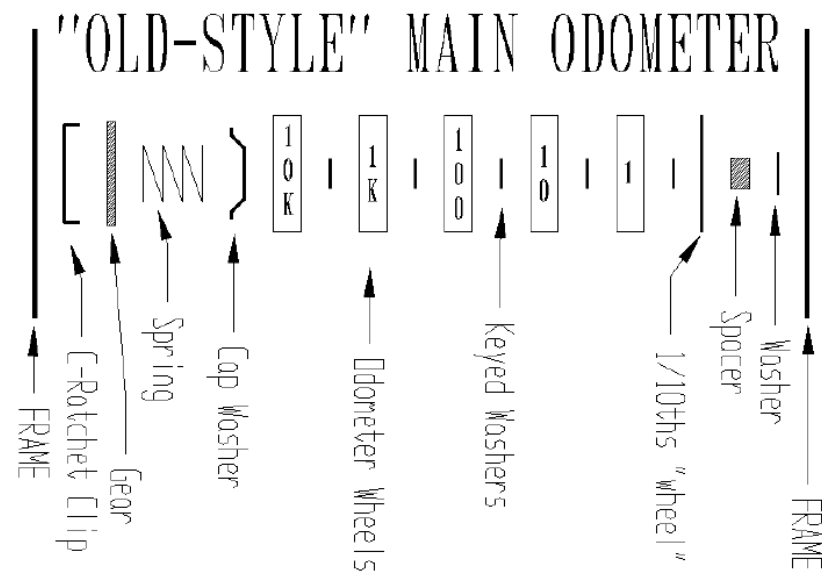 "OLD-STYLE" MAIN ODOMETER
10K
1K
100
10
1
FRAME
C-Ratchet Clip
Gear
Spring
Cap Washer
Odometer Wheels
Keyed Washers
1/10ths "wheel"
Spacer
Washer
FRAME